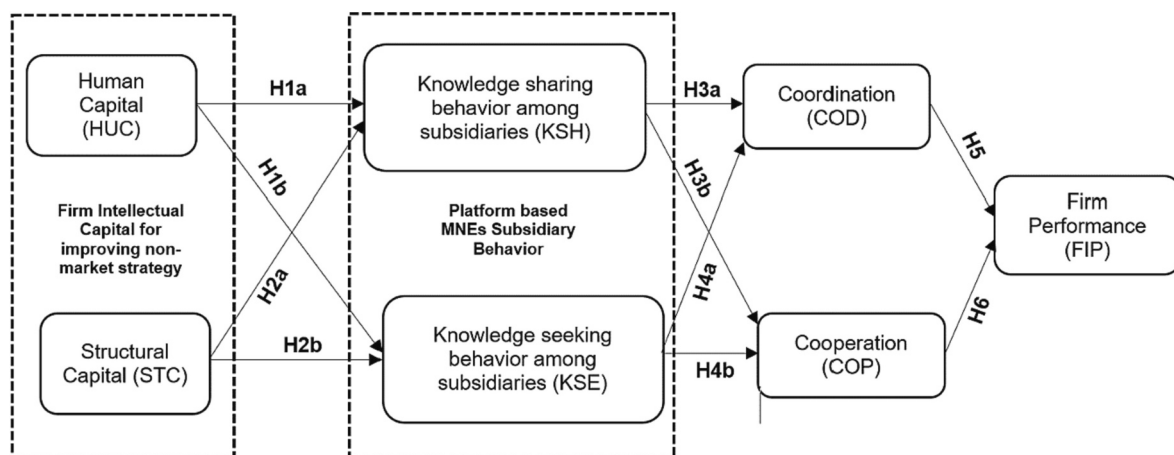 Human
Capital
(HUC)
H1a
Knowledge sharing
behavior among
subsidiaries (KSH)
H3a
Coordination
(COD)
H5
H1b
H3b
Firm Intellectual
Capital for
improving non-
market strategy
Platform based
MNEs Subsidiary
Behavior
Firm
Performance
(FIP)
H2a
H4a
H6
Structural
Capital (STC)
H2b
Knowledge seeking
behavior among
subsidiaries (KSE)
H4b
Cooperation
(COP)